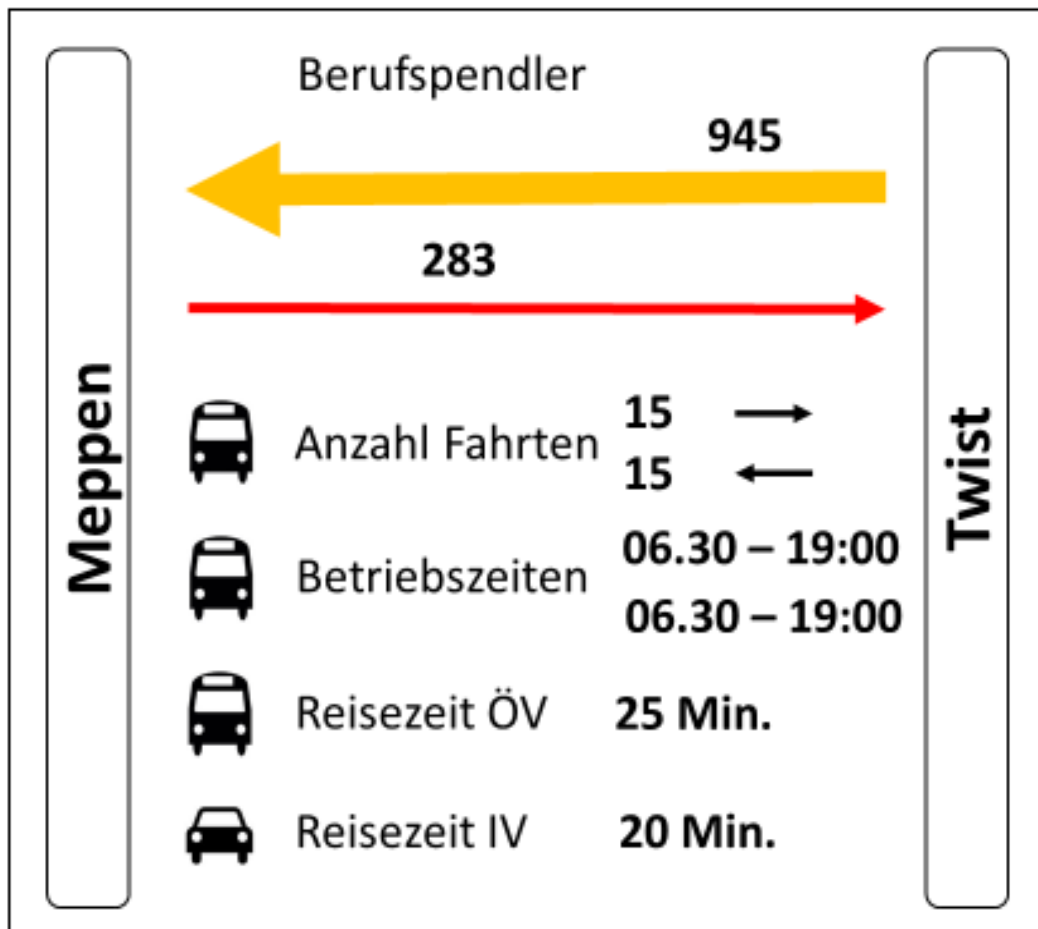 Berufspendler
945
283
Meppen
Twist
Anzahl Fahrten
15
15
Betriebszeiten
06.30 – 19:00
06.30 – 19:00
Reisezeit ÖV 25 Min.
Reisezeit IV 20 Min.